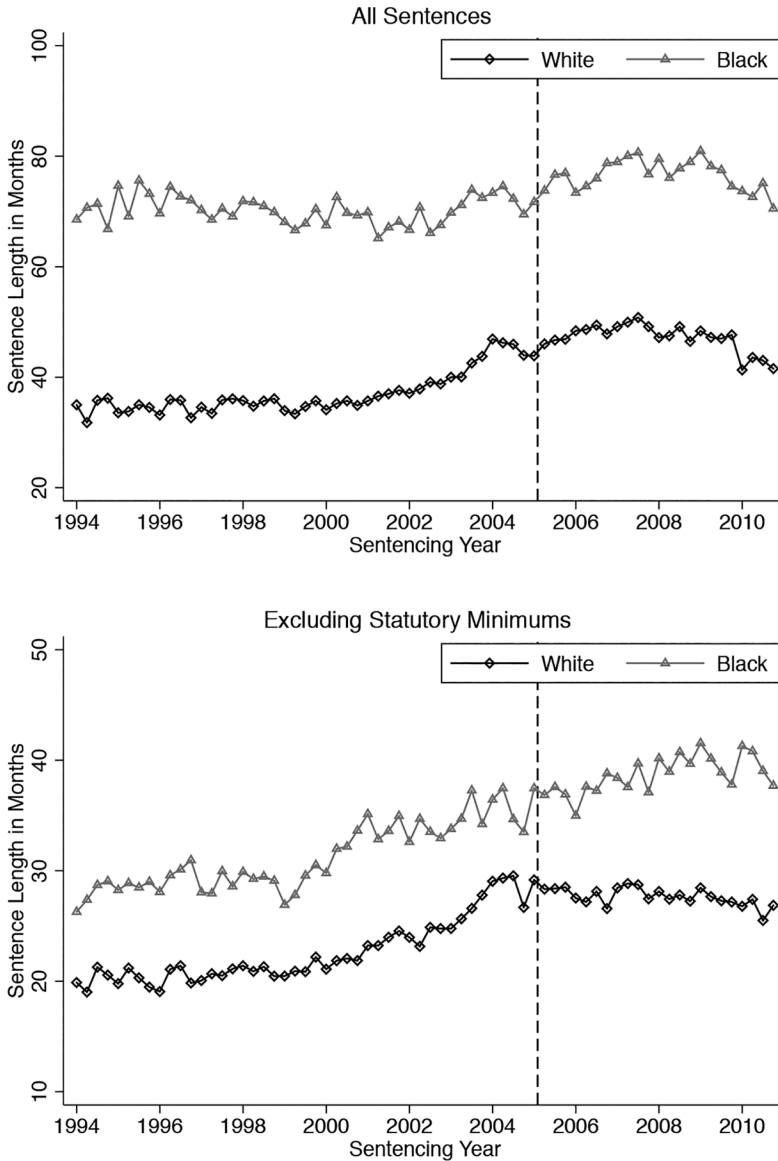 All Sentences
White Black
100
80
60
40
20
Sentence Length in Months
1994 1996 1998 2000 2002 2004 2006 2008 2010
Sentencing Year
Excluding Statutory Minimums
White Black
50
40
30
20
10
Sentence Length in Months
1994 1996 1998 2000 2002 2004 2006 2008 2010
Sentencing Year